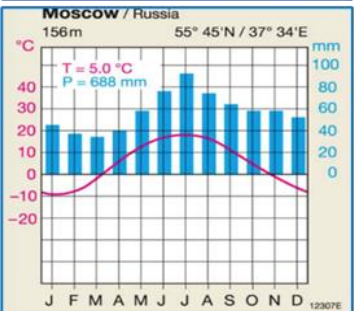 Moscow / Russia
156 m 55° 45'N / 37° 34'E
°C mm
T = 5.0 °C
P = 688 mm
100
40 80
30 60
20 40
10 20
0 0
−10
−20
J F M A M J J A S O N D
12307E